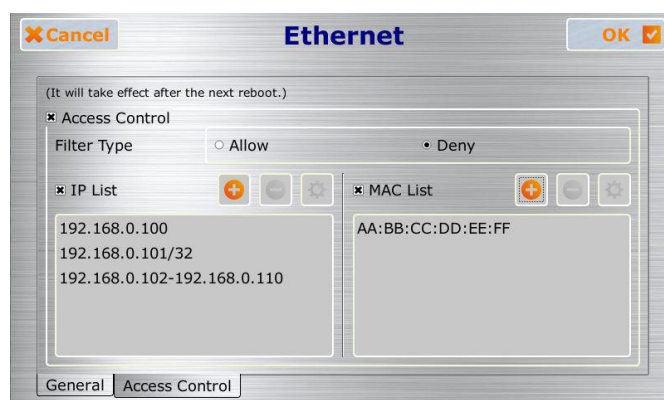 Cancel
Ethernet
OK
(It will take effect after the next reboot.)
Access Control
Filter Type
Allow
Deny
IP List
MAC List
192.168.0.100
192.168.0.101/32
192.168.0.102-192.168.0.110
AA:BB:CC:DD:EE:FF
General
Access Control